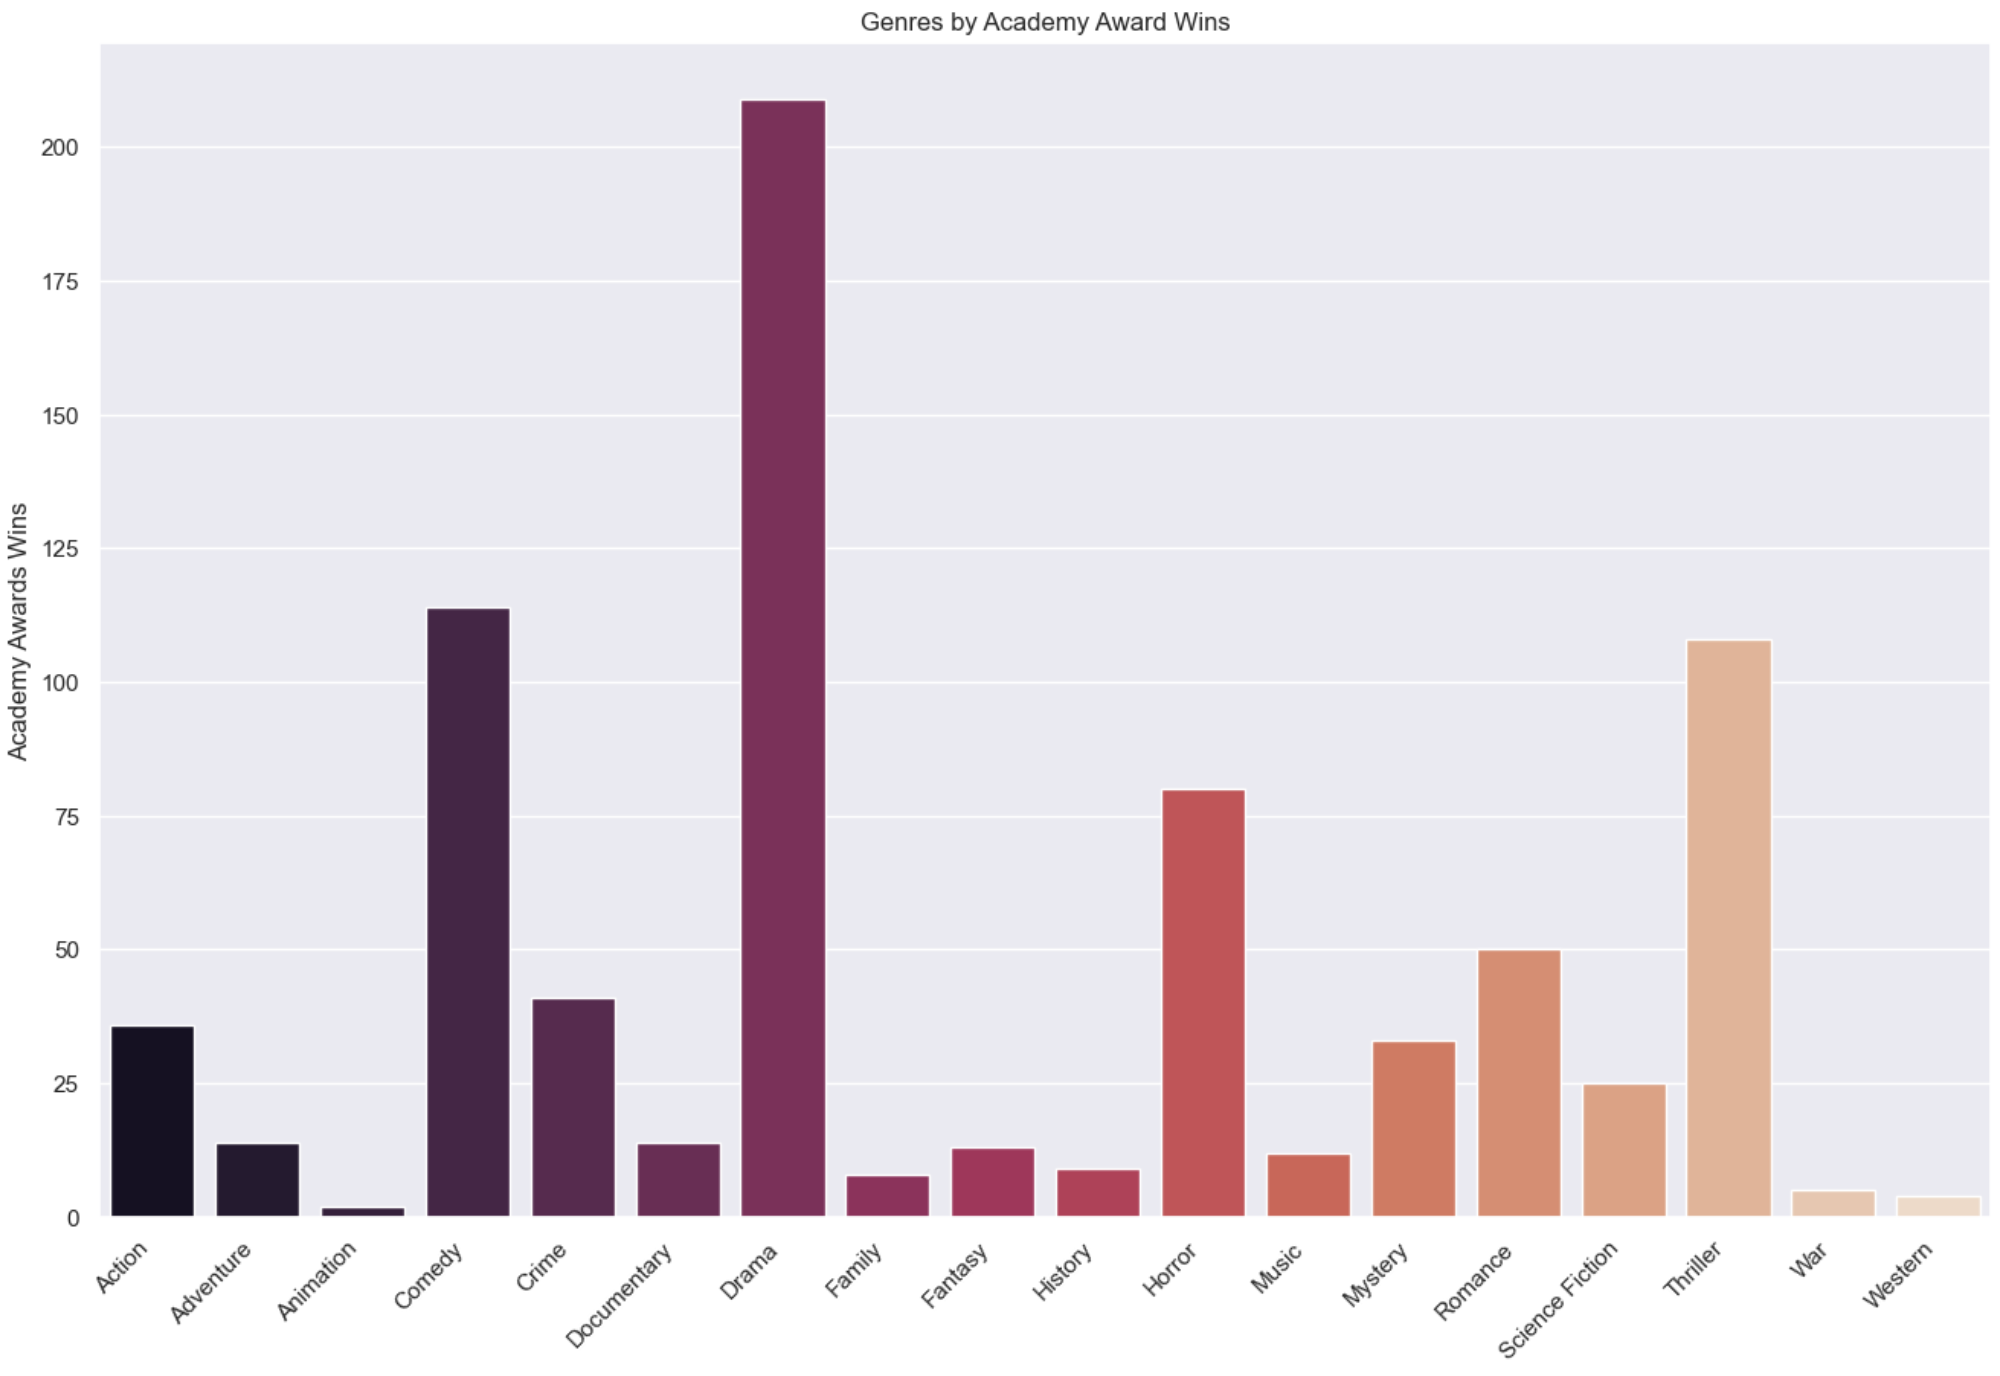 Genres by Academy Award Wins
Academy Awards Wins
200
175
150
125
100
75
50
25
0
Action
Adventure
Animation
Comedy
Crime
Documentary
Drama
Family
Fantasy
History
Horror
Music
Mystery
Romance
Science Fiction
Thriller
War
Western